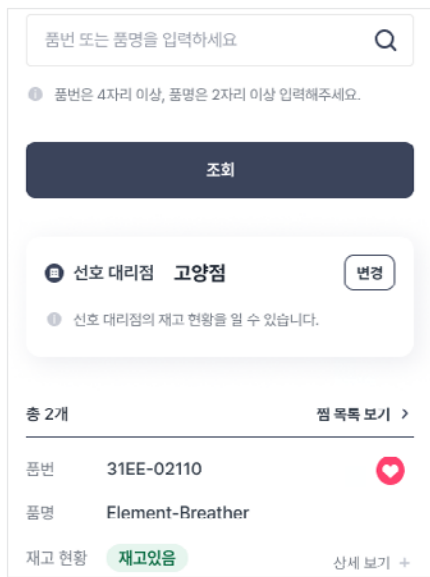 품번 또는 품명을 입력하세요
품번은 4자리 이상, 품명은 2자리 이상 입력해주세요.
조회
선호 대리점 고양점 변경
선호 대리점의 재고 현황을 일 수 있습니다.
총 2개 찜 목록 보기 >
품번 31EE-02110
품명 Element-Breather
재고 현황 재고있음 상세 보기 +